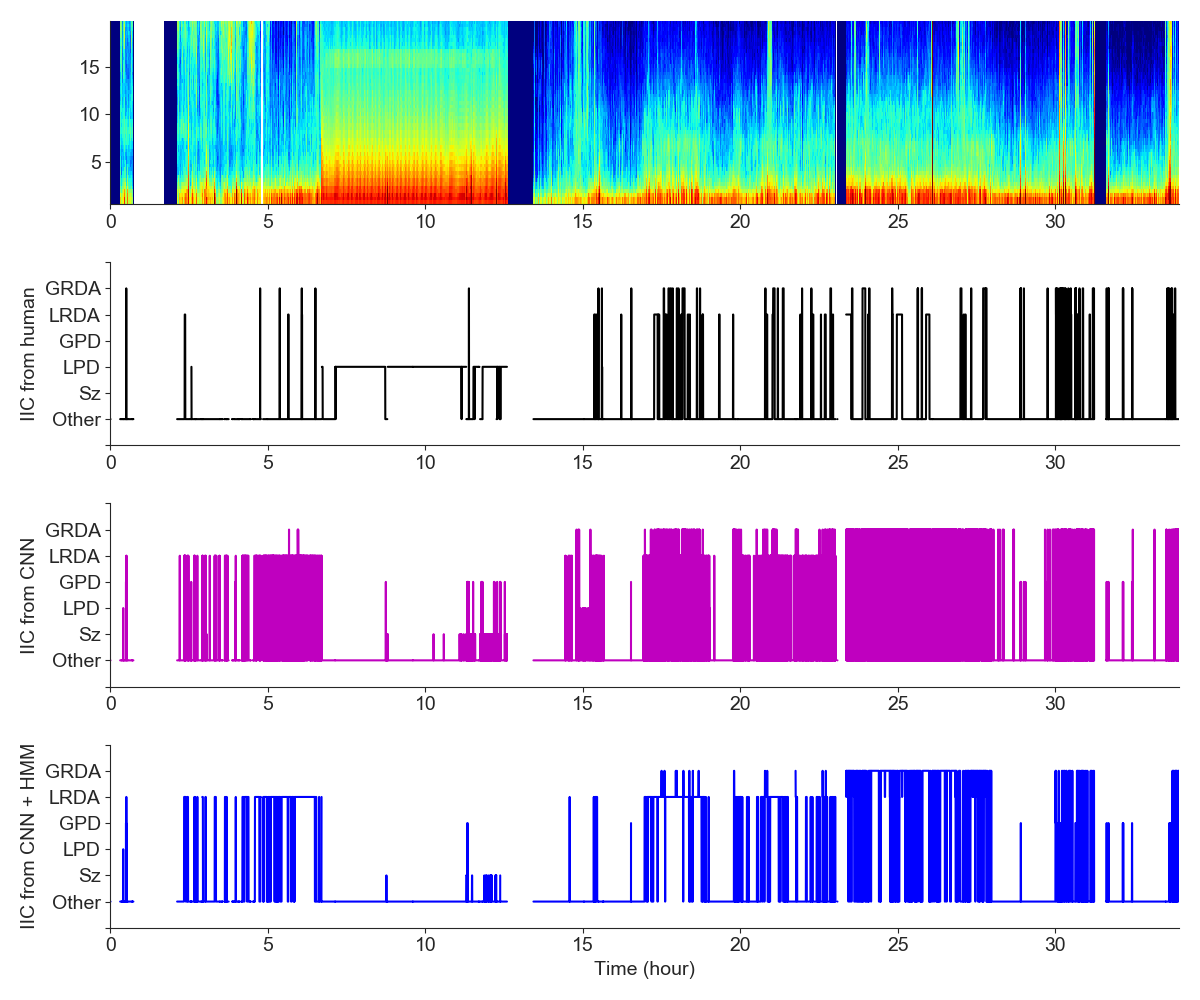 15
10
5
0 5 10 15 20 25 30
IIC from human
GRDA
LRDA
GPD
LPD
Sz
Other
0 5 10 15 20 25 30
IIC from CNN
GRDA
LRDA
GPD
LPD
Sz
Other
0 5 10 15 20 25 30
IIC from CNN + HMM
GRDA
LRDA
GPD
LPD
Sz
Other
0 5 10 15 20 25 30
Time (hour)